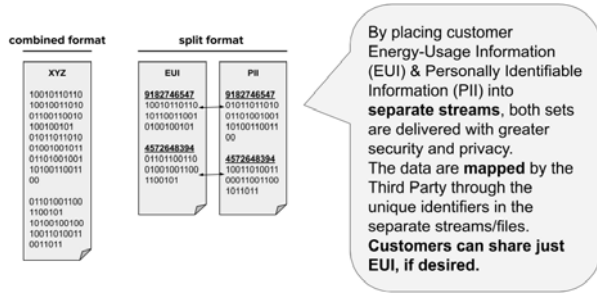 combined format
split format
XYZ
10010110110
10010011010
01100110010
100100101
01011011010
01001001011
01101001001
10100110011
00
01101001100
1100101
10100100100
10011010011
0011011
EUI
9182746547
10010110110
10110011001
0100100101
4572648394
01101100110
01001001100
1100101
PII
9182746547
01011011010
01101001001
10100110011
00
4572648394
10011010011
00011001100
1011011
By placing customer
Energy-Usage Information
(EUI) & Personally Identifiable
Information (PII) into
separate streams, both sets
are delivered with greater
security and privacy.
The data are mapped by the
Third Party through the
unique identifiers in the
separate streams/files.
Customers can share just
EUI, if desired.